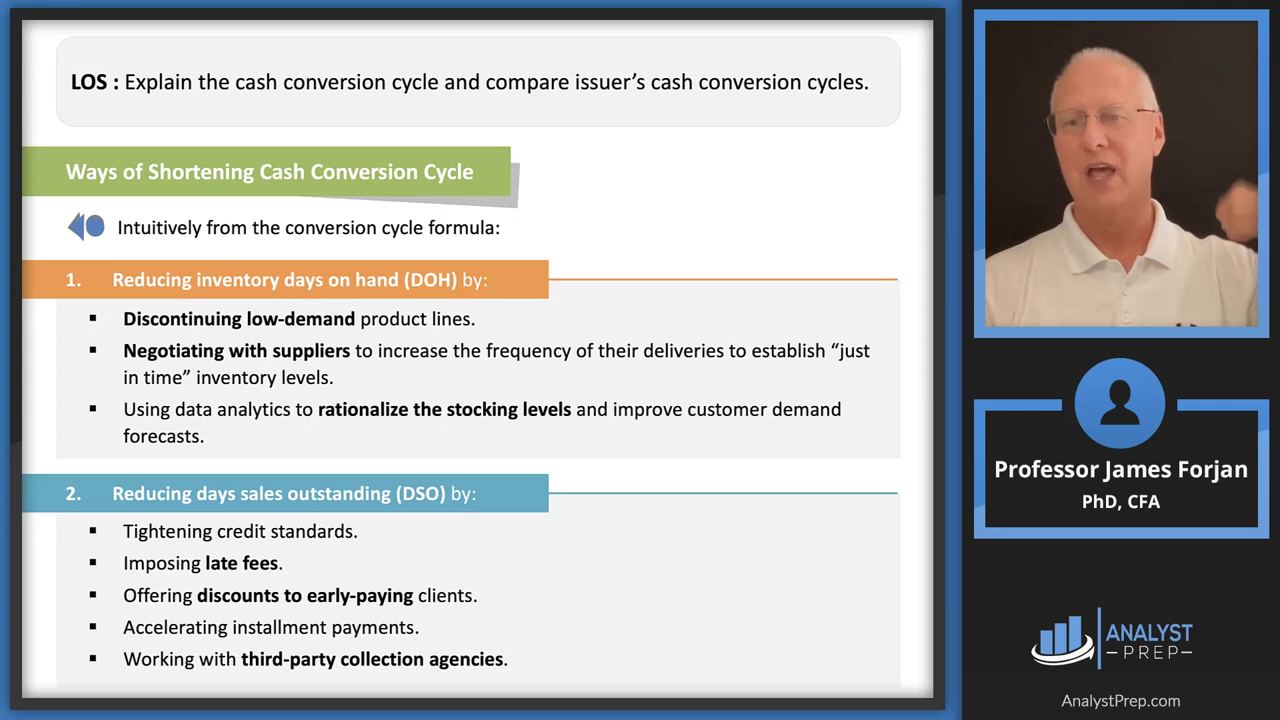 LOS : Explain the cash conversion cycle and compare issuer’s cash conversion cycles.
Ways of Shortening Cash Conversion Cycle
Intuitively from the conversion cycle formula:
1. Reducing inventory days on hand (DOH) by:
▪ Discontinuing low-demand product lines.
▪ Negotiating with suppliers to increase the frequency of their deliveries to establish “just
in time” inventory levels.
▪ Using data analytics to rationalize the stocking levels and improve customer demand
forecasts.
2. Reducing days sales outstanding (DSO) by:
▪ Tightening credit standards.
▪ Imposing late fees.
▪ Offering discounts to early-paying clients.
▪ Accelerating installment payments.
▪ Working with third-party collection agencies.
Professor James Forjan
PhD, CFA
ANALYST
PREP
AnalystPrep.com